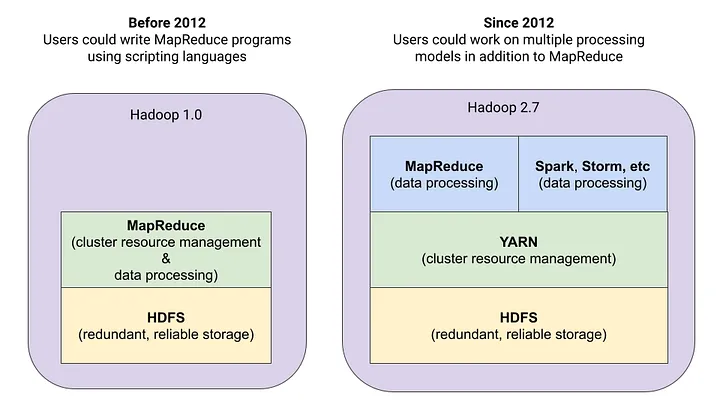 Before 2012
Users could write MapReduce programs
using scripting languages
Hadoop 1.0
MapReduce
(cluster resource management
&
data processing)
HDFS
(redundant, reliable storage)
Since 2012
Users could work on multiple processing
models in addition to MapReduce
Hadoop 2.7
MapReduce
(data processing)
Spark, Storm, etc
(data processing)
YARN
(cluster resource management)
HDFS
(redundant, reliable storage)